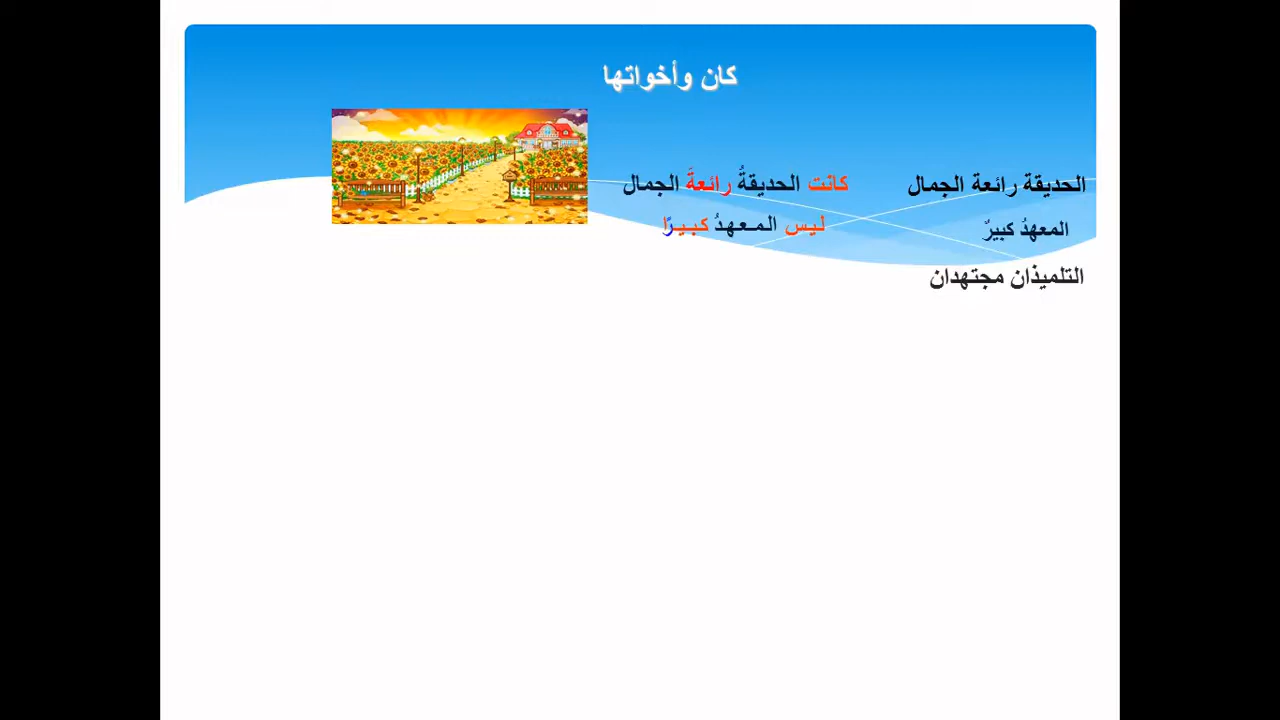 كان وأخواتها
الحديقة رائعة الجمال
كانت الحديقةُ رائعةَ الجمال
المعهدُ كبيرٌ
ليس المعهدُ كبيرًا
التلميذان مجتهدان